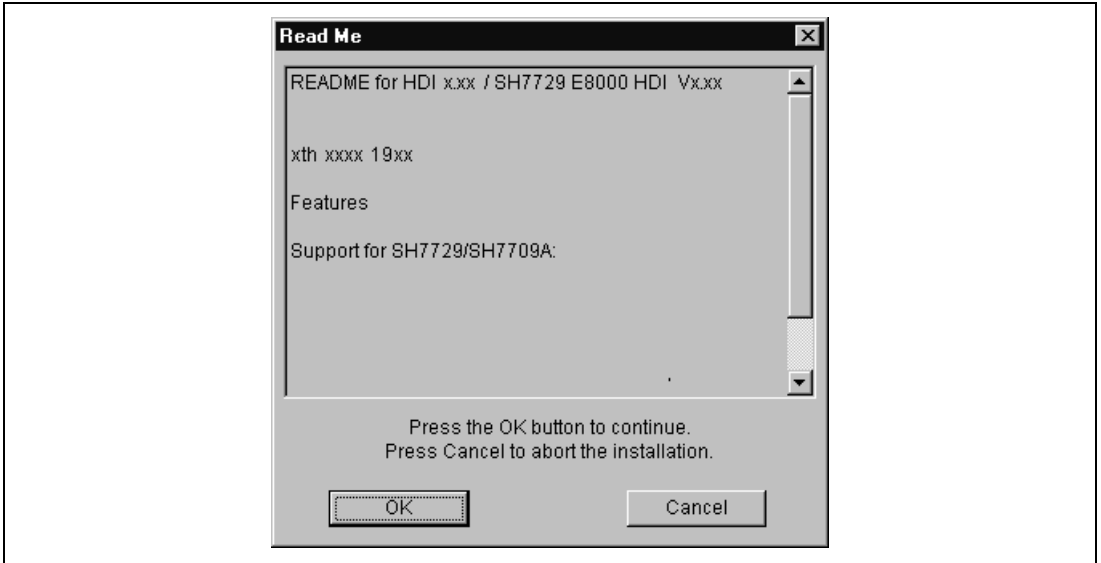 Read Me
README for HDI x.xx / SH7729 E8000 HDI Vx.xx
xth xxxx 19xx
Features
Support for SH7729/SH7709A:
Press the OK button to continue.
Press Cancel to abort the installation.
OK
Cancel